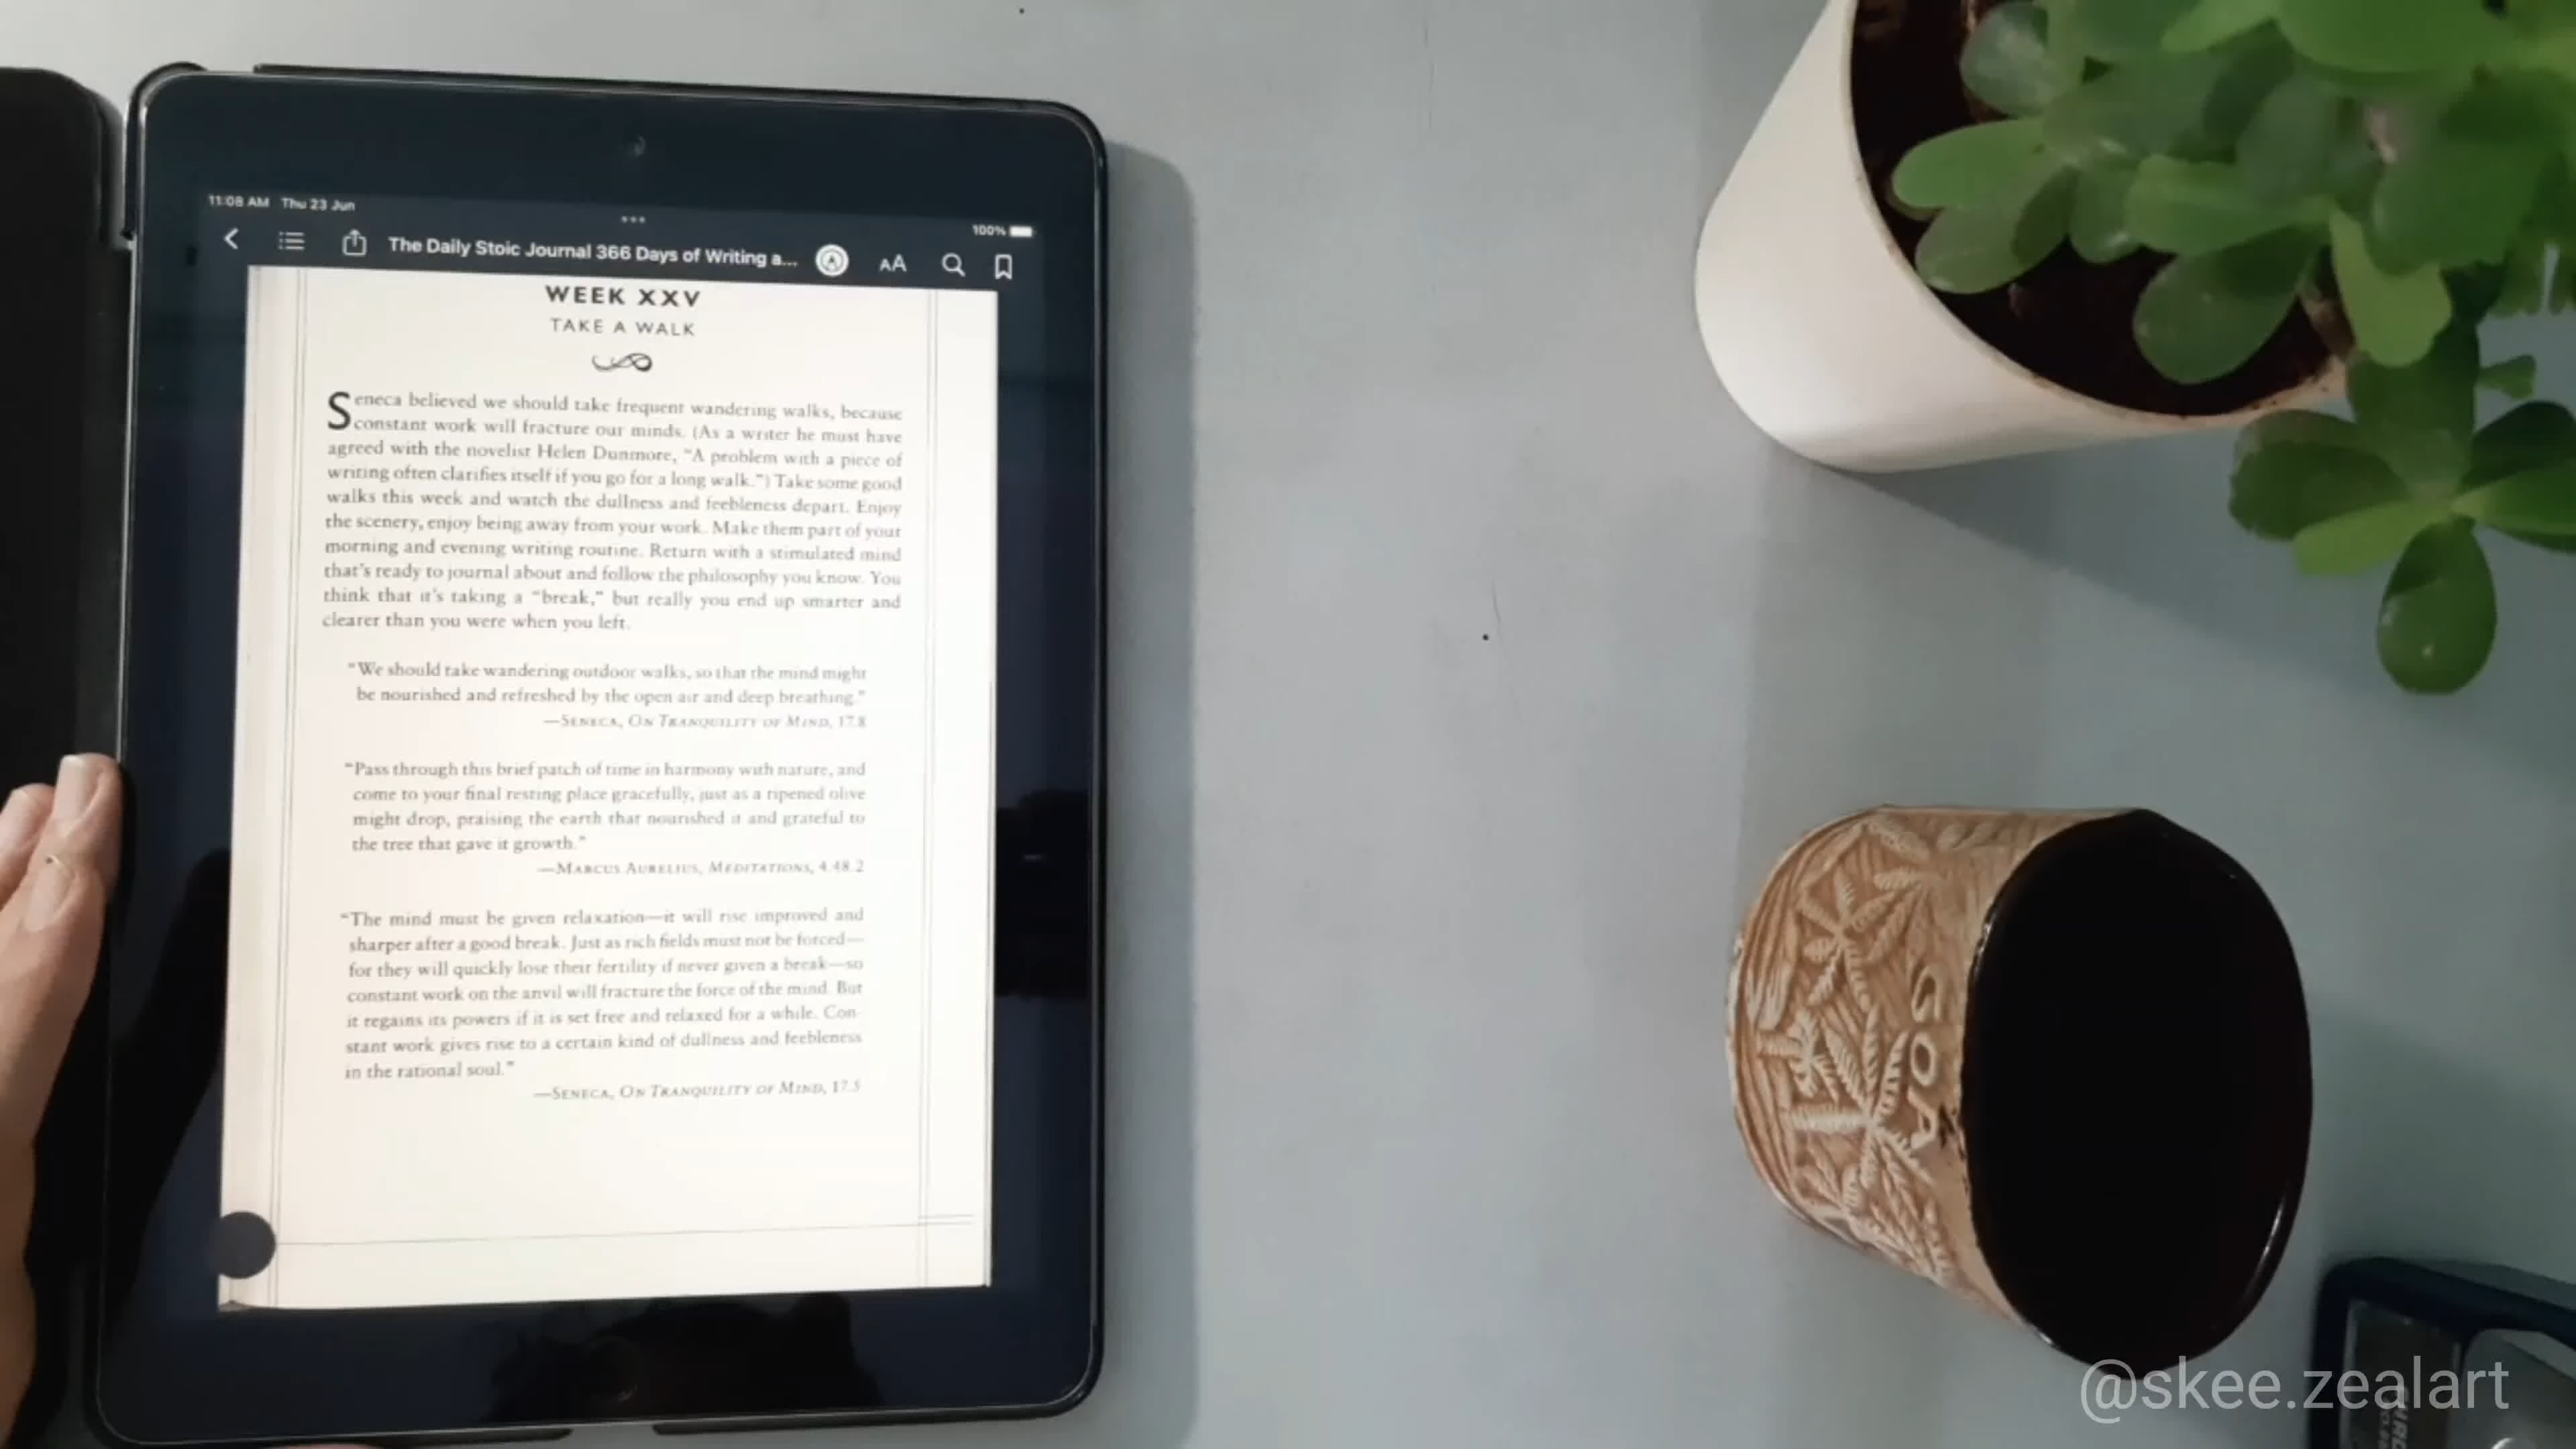 11:08 AM Thu 23 Jun
100%
The Daily Stoic Journal 366 Days of Writing a...
AA
WEEK XXV
TAKE A WALK
Seneca believed we should take frequent wandering walks, because
constant work will fracture our minds. (As a writer he must have
agreed with the novelist Helen Dunmore, "A problem with a piece of
writing often clarifies itself if you go for a long walk.") Take some good
walks this week and watch the dullness and feebleness depart. Enjoy
the scenery, enjoy being away from your work. Make them part of your
morning and evening writing routine. Return with a stimulated mind
that's ready to journal about and follow the philosophy you know. You
think that it's taking a "break," but really you end up smarter and
clearer than you were when you left.
"We should take wandering outdoor walks, so that the mind might
be nourished and refreshed by the open air and deep breathing."
—SENECA, ON TRANQUILITY OF MIND, 17.8
"Pass through this brief patch of time in harmony with nature, and
come to your final resting place gracefully, just as a ripened olive
might drop, praising the earth that nourished it and grateful to
the tree that gave it growth."
—MARCUS AURELIUS, MEDITATIONS, 4.48.2
"The mind must be given relaxation—it will rise improved and
sharper after a good break. Just as rich fields must not be forced—
for they will quickly lose their fertility if never given a break—so
constant work on the anvil will fracture the force of the mind. But
it regains its powers if it is set free and relaxed for a while. Con-
stant work gives rise to a certain kind of dullness and feebleness
in the rational soul."
—SENECA, ON TRANQUILITY OF MIND, 17.5
GOA
@skee.zealart